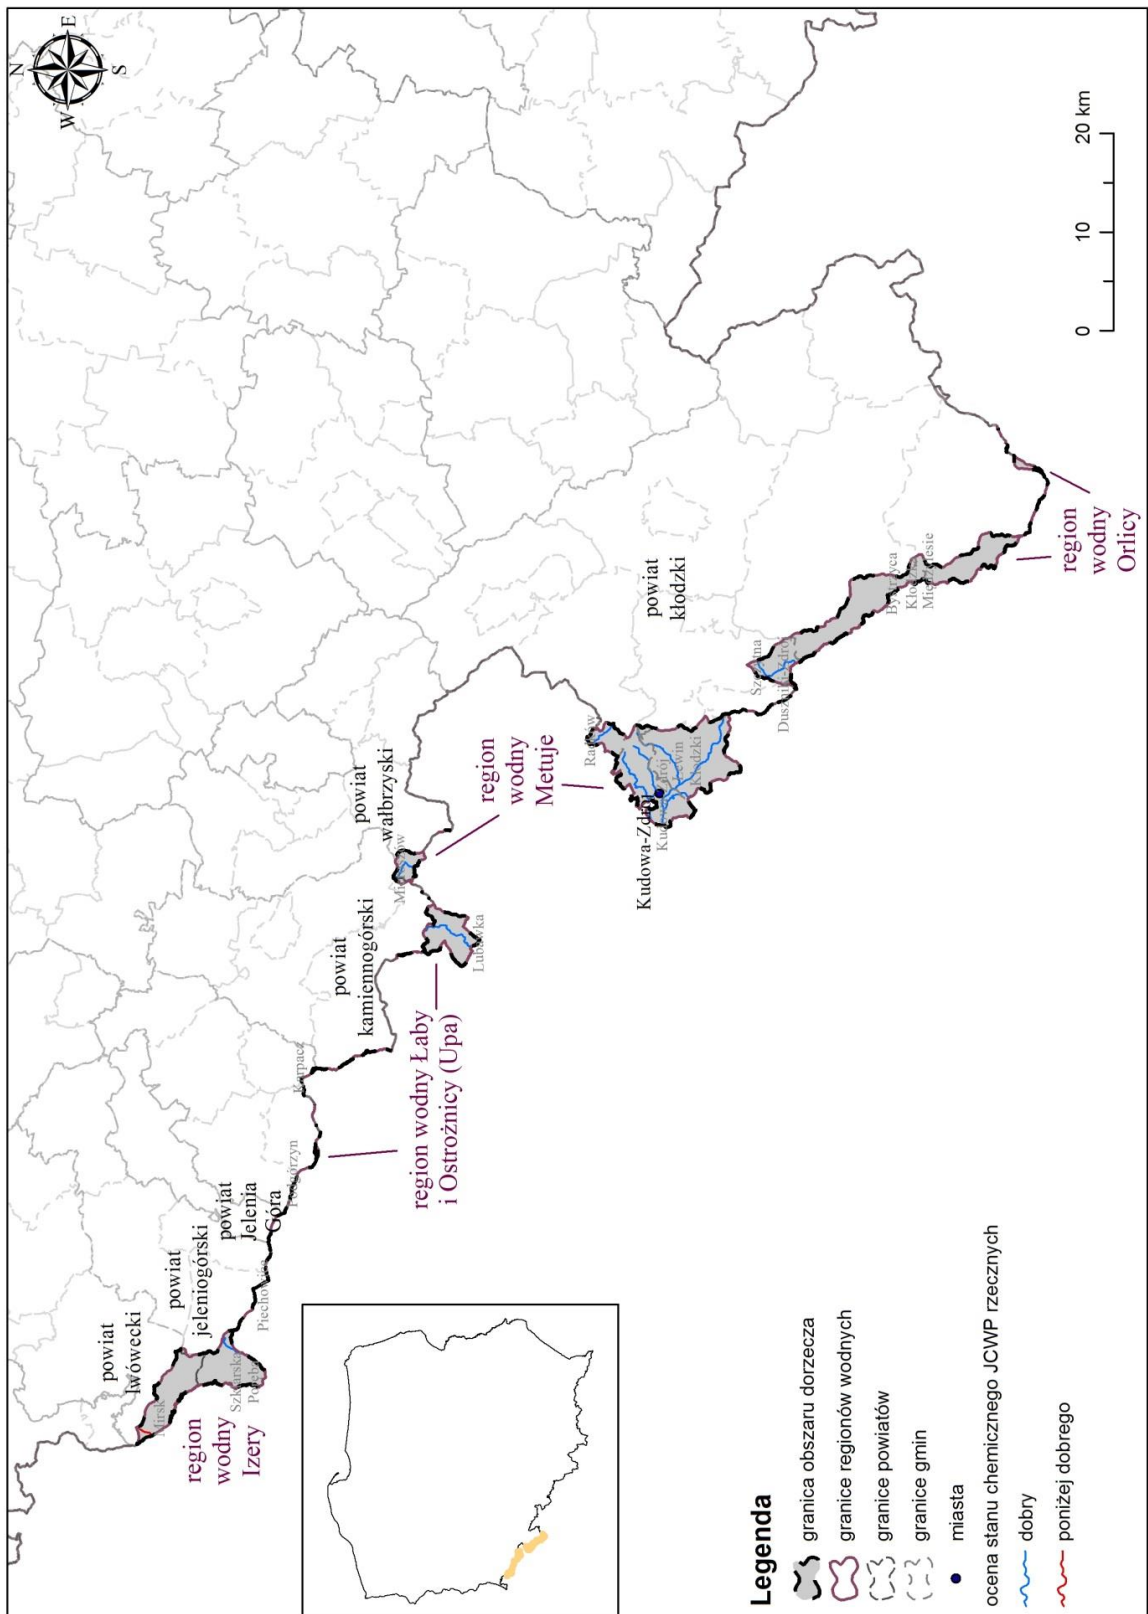 N
E
W
S
powiat
lwówecki
powiat
jeleniogórski
powiat
Jelenia
Góra
powiat
kamiennogórski
powiat
wałbrzyski
powiat
kłodzki
region
wodny
Izery
region wodny Łaby
i Ostrożnicy (Upa)
region
wodny
Metuje
region
wodny
Orlicy
Mirsk
Szklarska
Poręba
Piechowice
Podgórzyn
Karpacz
Lubawka
Mieroszów
Radków
Kudowa-Zdrój
Lewin
Kłodzki
Szczytna
Duszniki-Zdrój
Bystrzyca
Kłodzka
Międzylesie
0 10 20 km
Legenda
granica obszaru dorzecza
granice regionów wodnych
granice powiatów
granice gmin
miasta
ocena stanu chemicznego JCWP rzecznych
dobry
poniżej dobrego